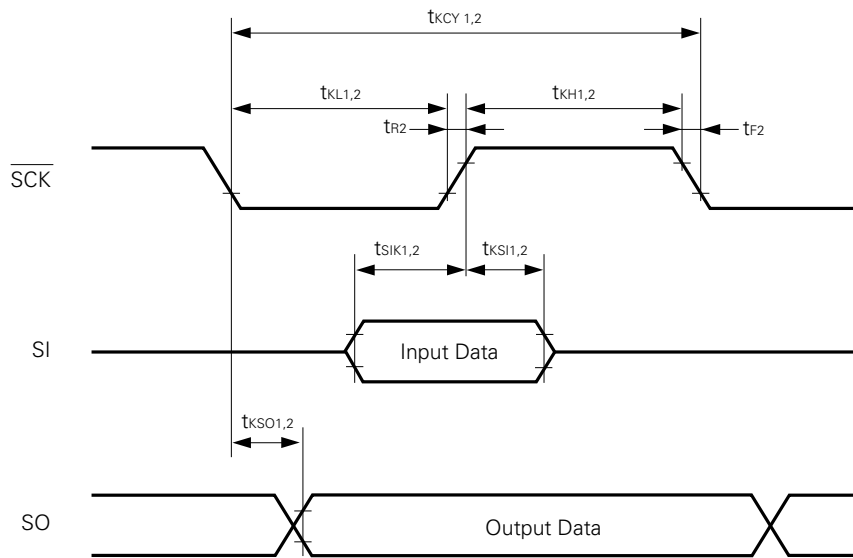 tKCY 1,2
tKL1,2
tKH1,2
tR2
tF2
SCK
tSIK1,2
tKSI1,2
SI
Input Data
tKSO1,2
SO
Output Data